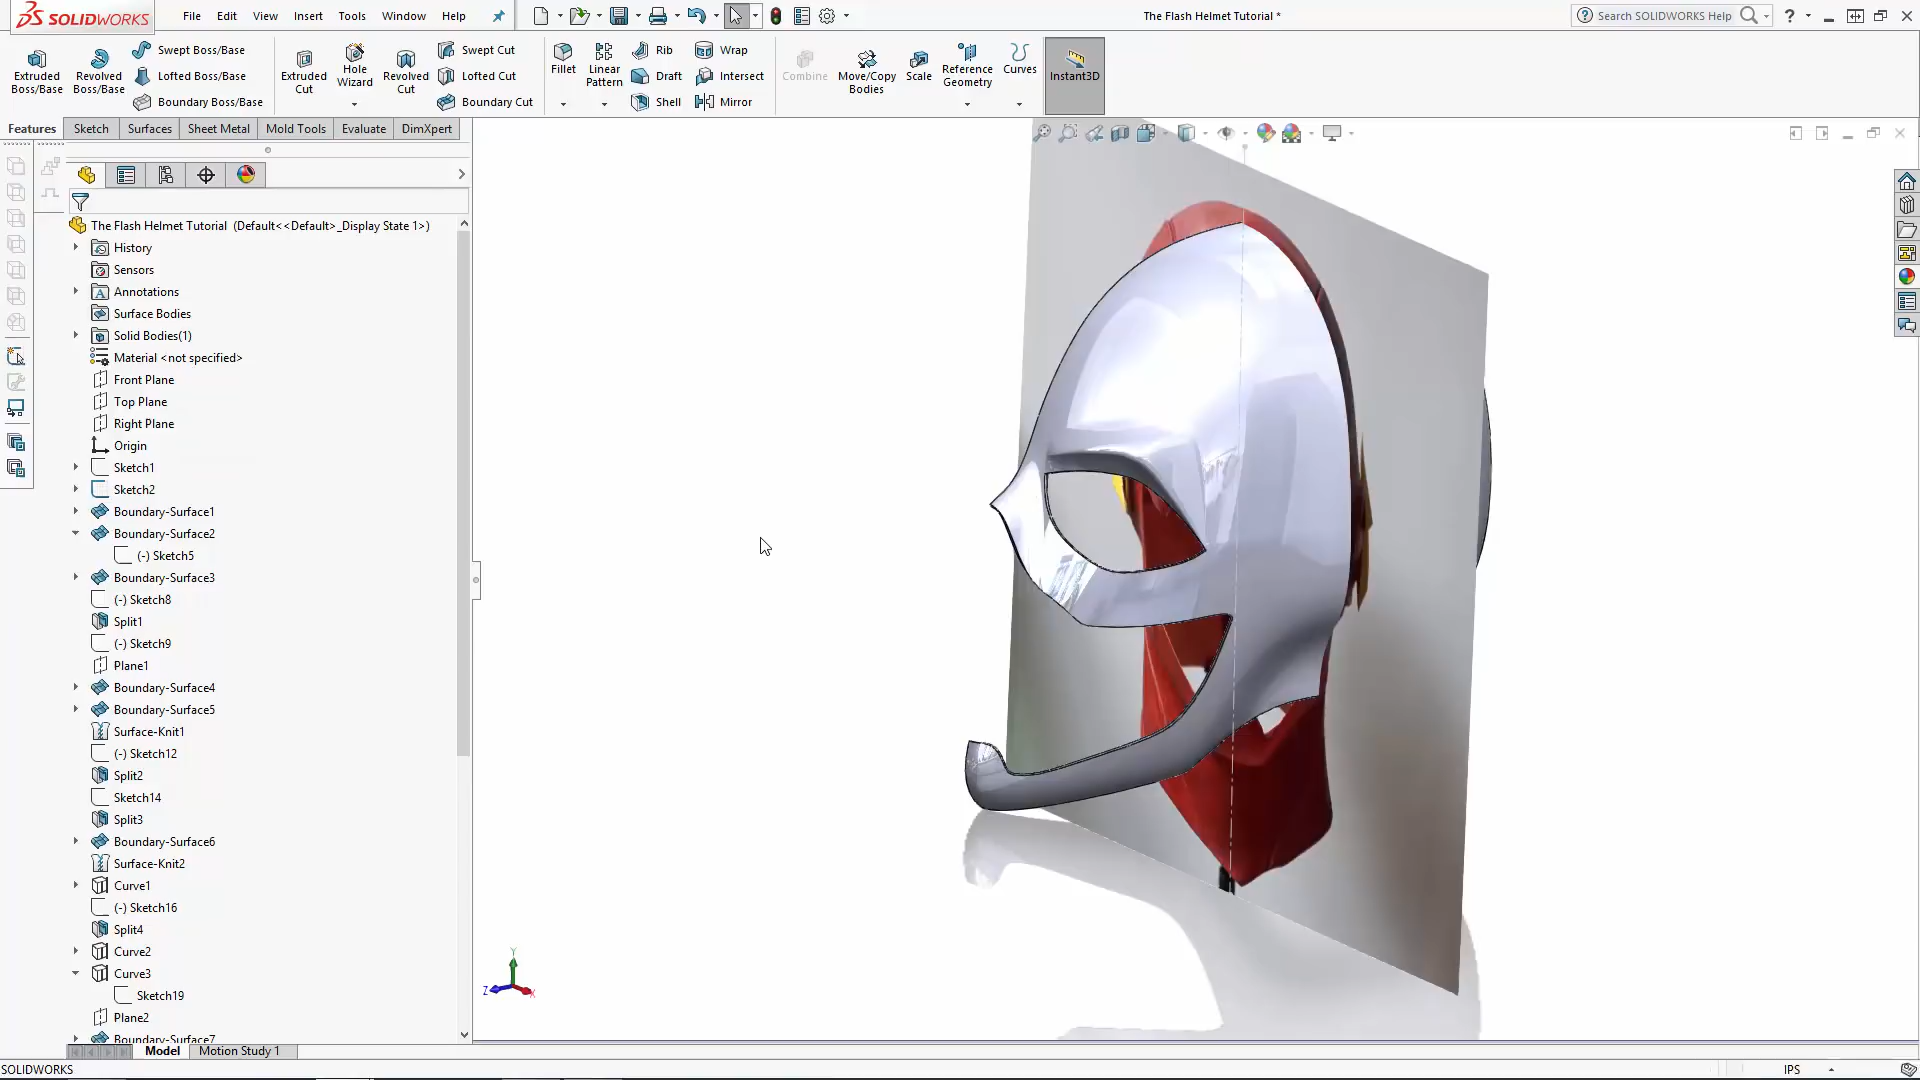 SOLIDWORKS
File Edit View Insert Tools Window Help
The Flash Helmet Tutorial *
Search SOLIDWORKS Help
Extruded Boss/Base
Revolved Boss/Base
Swept Boss/Base
Lofted Boss/Base
Boundary Boss/Base
Extruded Cut
Hole Wizard
Revolved Cut
Swept Cut
Lofted Cut
Boundary Cut
Fillet
Linear Pattern
Rib
Draft
Shell
Wrap
Intersect
Mirror
Combine
Move/Copy Bodies
Scale
Reference Geometry
Curves
Instant3D
Features Sketch Surfaces Sheet Metal Mold Tools Evaluate DimXpert
The Flash Helmet Tutorial (Default<<Default>_Display State 1>)
History
Sensors
Annotations
Surface Bodies
Solid Bodies(1)
Material <not specified>
Front Plane
Top Plane
Right Plane
Origin
Sketch1
Sketch2
Boundary-Surface1
Boundary-Surface2
(-) Sketch5
Boundary-Surface3
(-) Sketch8
Split1
(-) Sketch9
Plane1
Boundary-Surface4
Boundary-Surface5
Surface-Knit1
(-) Sketch12
Split2
Sketch14
Split3
Boundary-Surface6
Surface-Knit2
Curve1
(-) Sketch16
Split4
Curve2
Curve3
Sketch19
Plane2
Boundary-Surface7
Y
Z
X
Model Motion Study 1
SOLIDWORKS
IPS